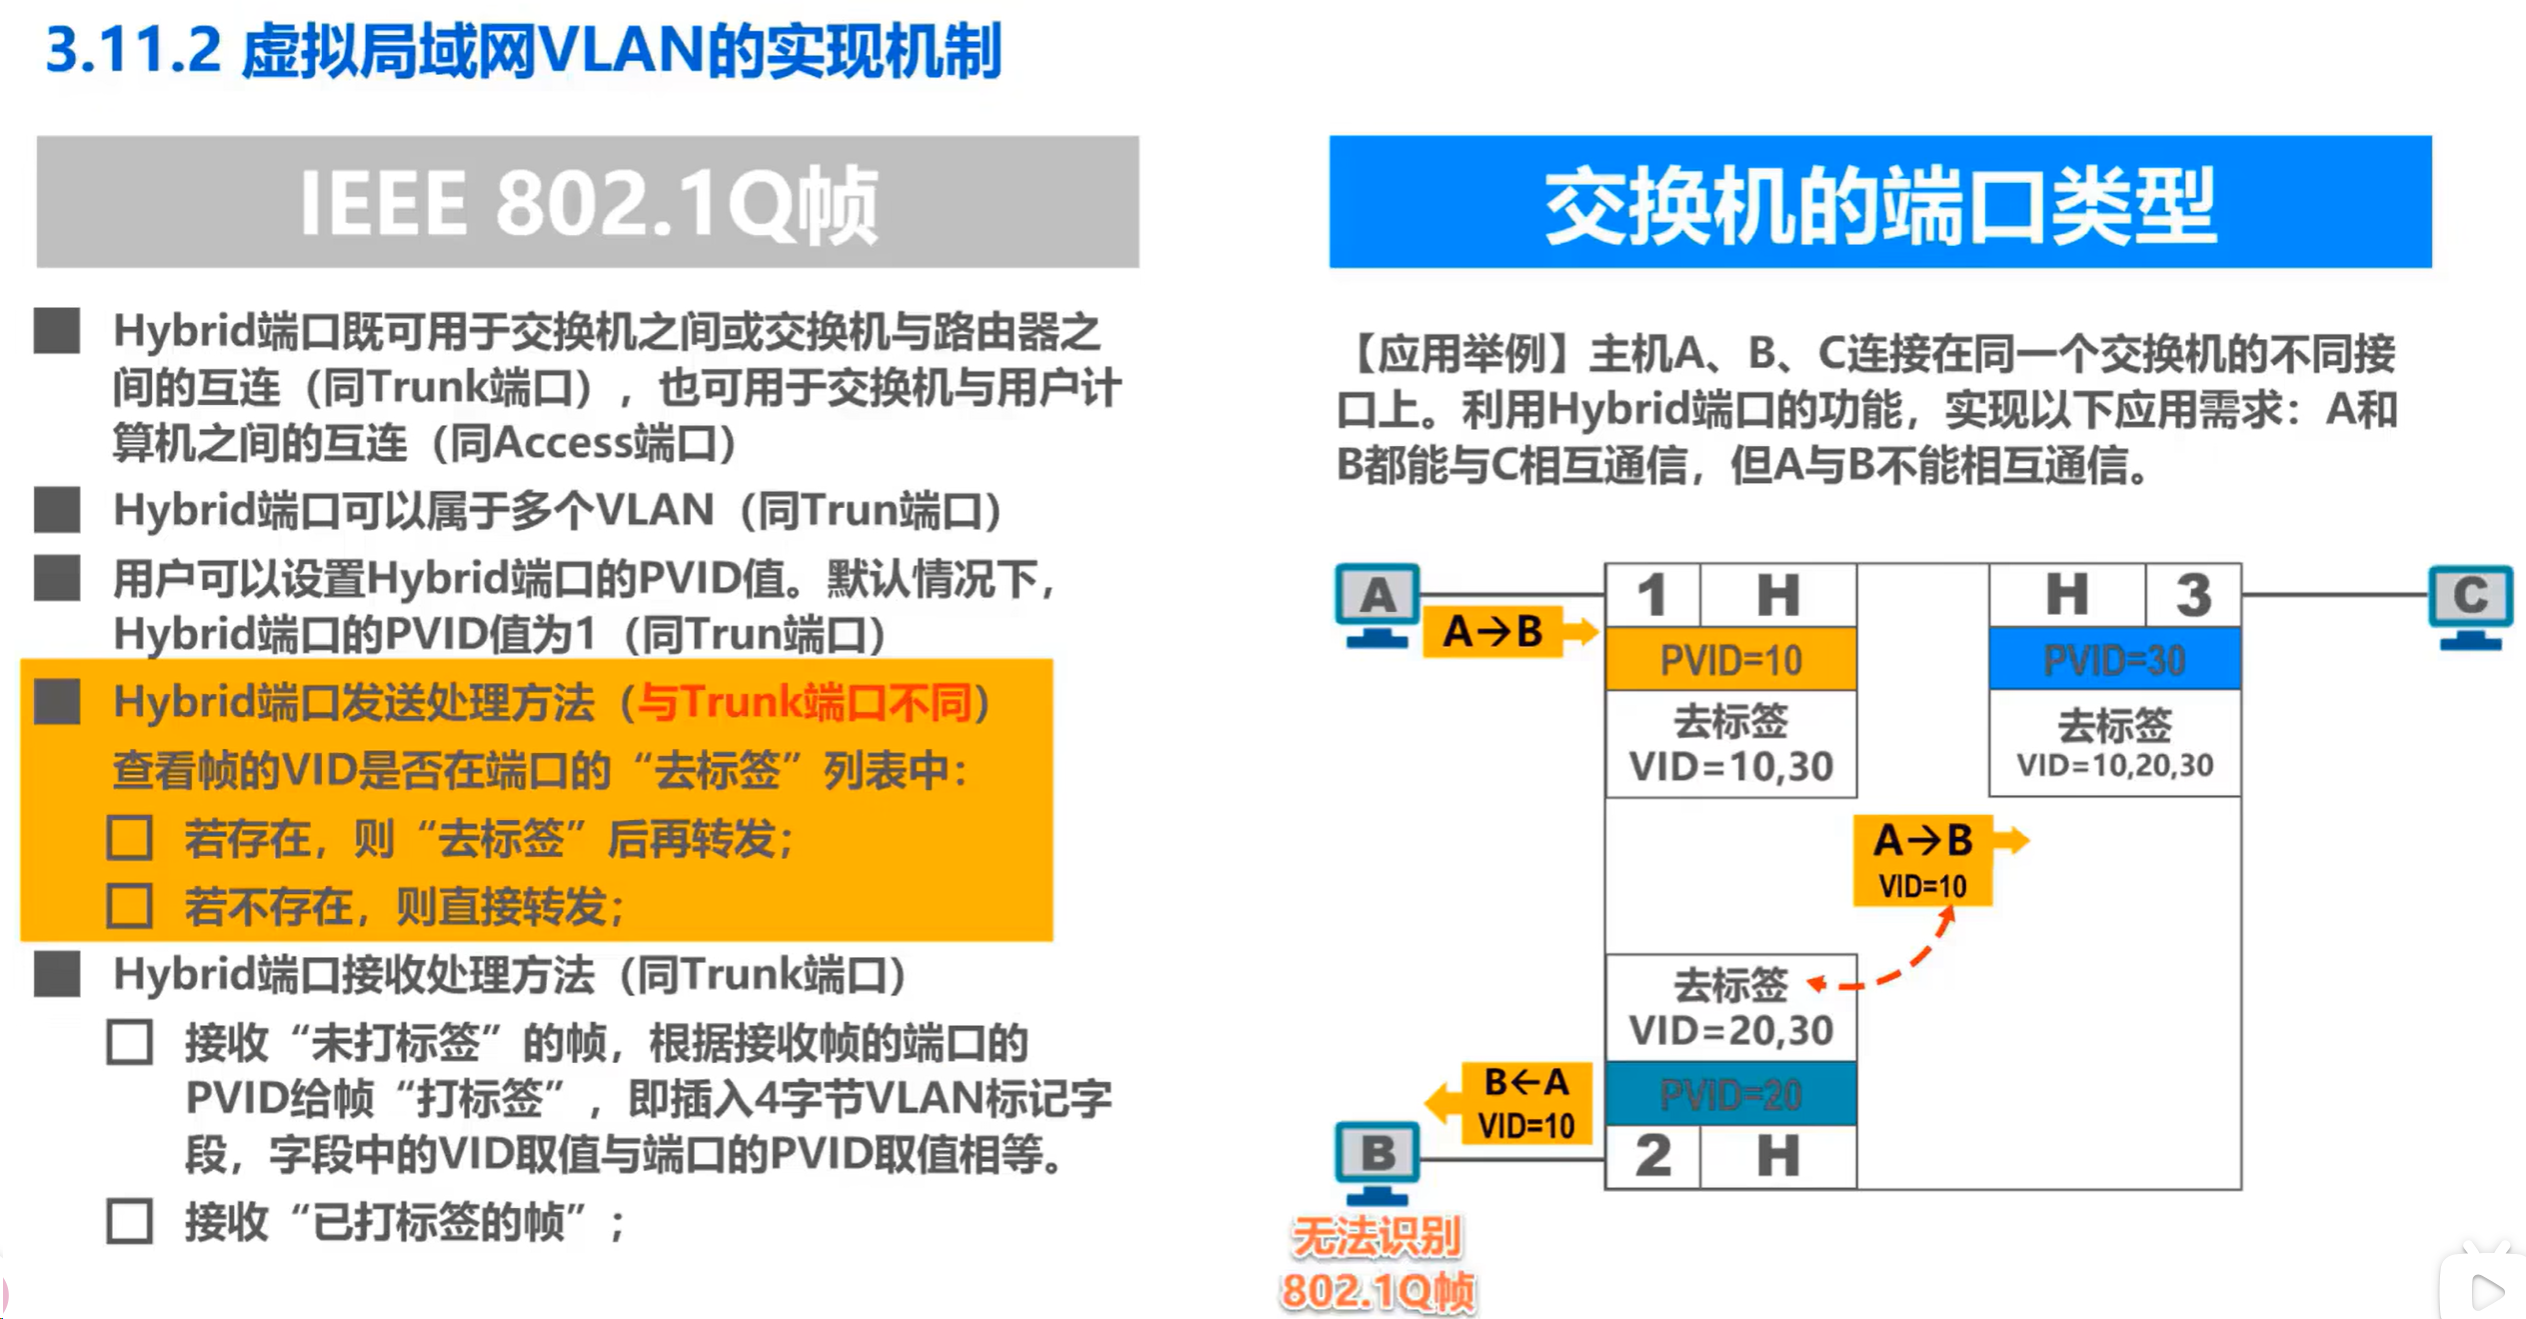 3.11.2 虚拟局域网VLAN的实现机制
IEEE 802.1Q帧
Hybrid端口既可用于交换机之间或交换机与路由器之
间的互连（同Trunk端口），也可用于交换机与用户计
算机之间的互连（同Access端口）
Hybrid端口可以属于多个VLAN（同Trun端口）
用户可以设置Hybrid端口的PVID值。默认情况下，
Hybrid端口的PVID值为1（同Trun端口）
Hybrid端口发送处理方法（与Trunk端口不同）
查看帧的VID是否在端口的“去标签”列表中：
若存在，则“去标签”后再转发；
若不存在，则直接转发；
Hybrid端口接收处理方法（同Trunk端口）
接收“未打标签”的帧，根据接收帧的端口的
PVID给帧“打标签”，即插入4字节VLAN标记字
段，字段中的VID取值与端口的PVID取值相等。
接收“已打标签的帧”；
交换机的端口类型
【应用举例】主机A、B、C连接在同一个交换机的不同接
口上。利用Hybrid端口的功能，实现以下应用需求：A和
B都能与C相互通信，但A与B不能相互通信。
A
A→B
1 H
PVID=10
去标签
VID=10,30
H 3
PVID=30
去标签
VID=10,20,30
C
A→B
VID=10
去标签
VID=20,30
PVID=20
2 H
B←A
VID=10
B
无法识别
802.1Q帧